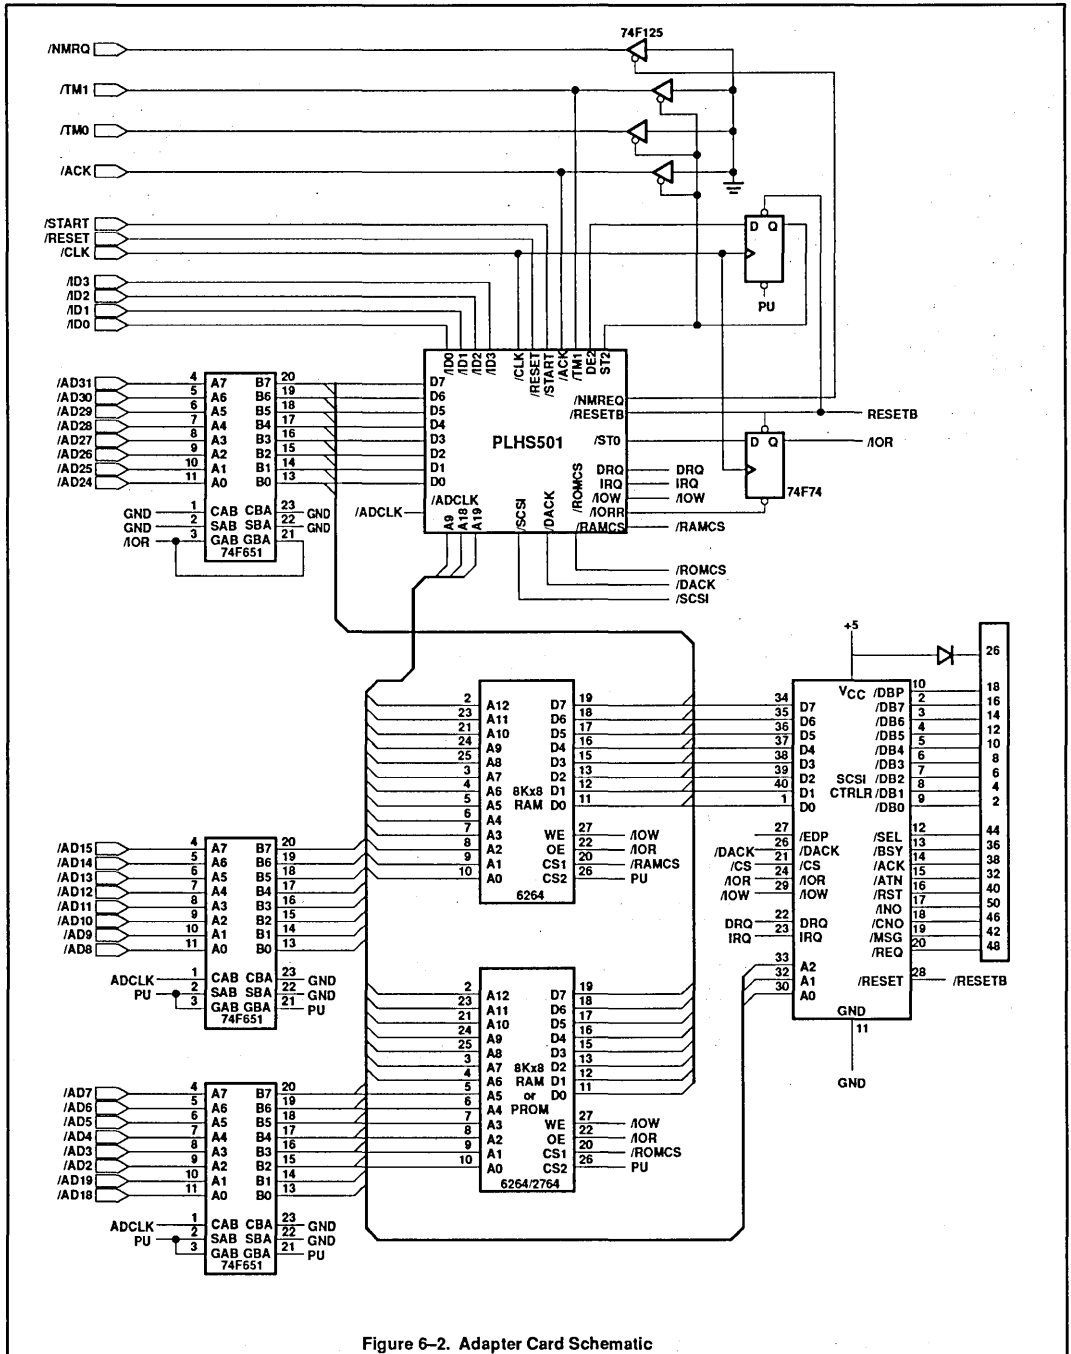 74F125
/NMRQ
/TM1
/TM0
/ACK
/START
/RESET
/CLK
D Q
PU
/ID3
/ID2
/ID1
/ID0
/ID0 /ID1 /ID2 /ID3 /CLK /RESET /START /ACK /TM1 DE2 ST2
/AD31 4 A7 B7 20 D7
/AD30 5 A6 B6 19 D6 /NMREQ
/AD29 6 A5 B5 18 D5 /RESETB RESETB
/AD28 7 A4 B4 17 D4
/AD27 8 A3 B3 16 D3 PLHS501 /ST0 D Q /IOR
/AD26 9 A2 B2 15 D2
/AD25 10 A1 B1 14 D1 DRQ DRQ
/AD24 11 A0 B0 13 D0 IRQ IRQ
74F74
/ADCLK /IOW /IOW
GND 1 CAB CBA 23 GND /ADCLK /IORR
GND 2 SAB SBA 22 GND A9 A18 A19 /SCSI /DACK /ROMCS /RAMCS /RAMCS
/IOR 3 GAB GBA 21
74F651
/ROMCS
/DACK
/SCSI
+5
26
2 A12 D7 19
23 A11 D6 18
21 A10 D5 17
24 A9 D4 16
25 A8 D3 15
3 A7 D2 13
4 A6 8Kx8 D1 12
5 A5 RAM D0 11
6 A4
7 A3 WE 27 /IOW
8 A2 OE 22 /IOR
9 A1 CS1 20 /RAMCS
10 A0 CS2 26 PU
6264
VCC /DBP 10 18
34 D7 /DB7 2 16
35 D6 /DB6 3 14
36 D5 /DB5 4 12
37 D4 /DB4 5 10
38 D3 /DB3 6 8
39 D2 SCSI /DB2 7 6
40 D1 CTRLR /DB1 8 4
1 D0 /DB0 9 2
27 /EDP /SEL 12 44
/DACK 26 /DACK /BSY 13 36
/CS 21 /CS /ACK 14 38
/IOR 24 /IOR /ATN 15 32
/IOW 29 /IOW /RST 16 40
/INO 17 50
DRQ 22 DRQ /CNO 18 46
IRQ 23 IRQ /MSG 19 42
/REQ 20 48
33 A2
32 A1 /RESET 28 /RESETB
30 A0
GND
11
GND
/AD15 4 A7 B7 20
/AD14 5 A6 B6 19
/AD13 6 A5 B5 18
/AD12 7 A4 B4 17
/AD11 8 A3 B3 16
/AD10 9 A2 B2 15
/AD9 10 A1 B1 14
/AD8 11 A0 B0 13
ADCLK 1 CAB CBA 23 GND
PU 2 SAB SBA 22 GND
3 GAB GBA 21 PU
74F651
2 A12 D7 19
23 A11 D6 18
21 A10 D5 17
24 A9 D4 16
25 A8 D3 15
3 A7 8Kx8 D2 13
4 A6 RAM D1 12
5 A5 or D0 11
6 A4 PROM
7 A3 WE 27 /IOW
8 A2 OE 22 /IOR
9 A1 CS1 20 /ROMCS
10 A0 CS2 26 PU
6264/2764
/AD7 4 A7 B7 20
/AD6 5 A6 B6 19
/AD5 6 A5 B5 18
/AD4 7 A4 B4 17
/AD3 8 A3 B3 16
/AD2 9 A2 B2 15
/AD19 10 A1 B1 14
/AD18 11 A0 B0 13
ADCLK 1 CAB CBA 23 GND
PU 2 SAB SBA 22 GND
3 GAB GBA 21 PU
74F651
Figure 6–2. Adapter Card Schematic